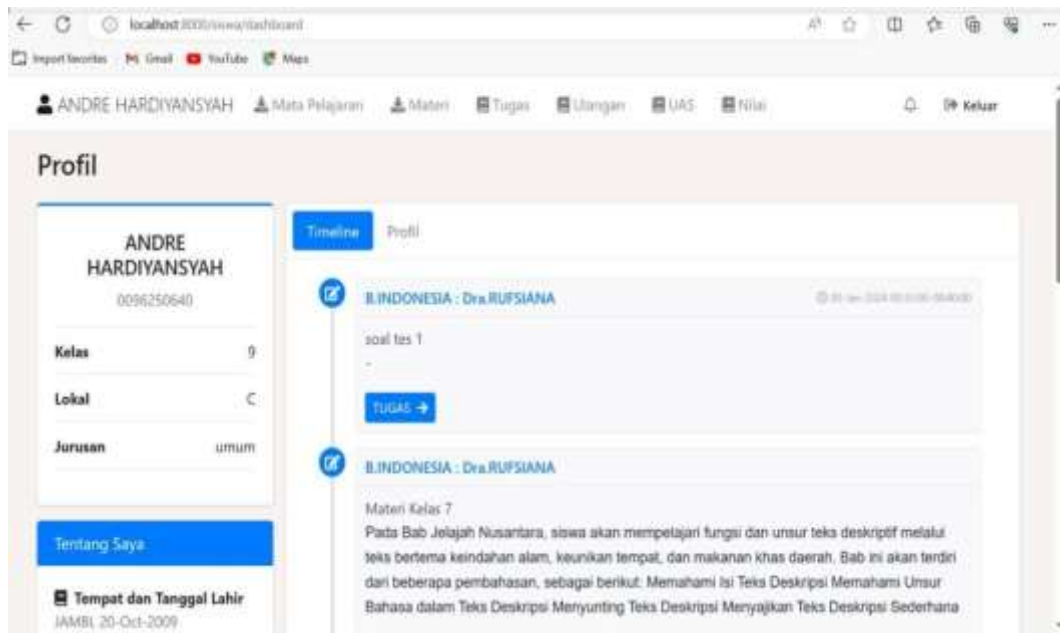 localhost:8000/siswa/dashboard
Import favorites Gmail YouTube Maps
ANDRE HARDIYANSYAH Mata Pelajaran Materi Tugas Ulangan UAS Nilai Keluar
Profil
ANDRE
HARDIYANSYAH
0096250640
Kelas 9
Lokal C
Jurusan umum
Tentang Saya
Tempat dan Tanggal Lahir
JAMBI, 20-Oct-2009
Timeline Profil
B.INDONESIA : Dra.RUFSIANA
soal tes 1
-
TUGAS →
B.INDONESIA : Dra.RUFSIANA
Materi Kelas 7
Pada Bab Jelajah Nusantara, siswa akan mempelajari fungsi dan unsur teks deskriptif melalui
teks bertema keindahan alam, keunikan tempat, dan makanan khas daerah. Bab ini akan terdiri
dari beberapa pembahasan, sebagai berikut: Memahami Isi Teks Deskripsi Memahami Unsur
Bahasa dalam Teks Deskripsi Menyunting Teks Deskripsi Menyajikan Teks Deskripsi Sederhana